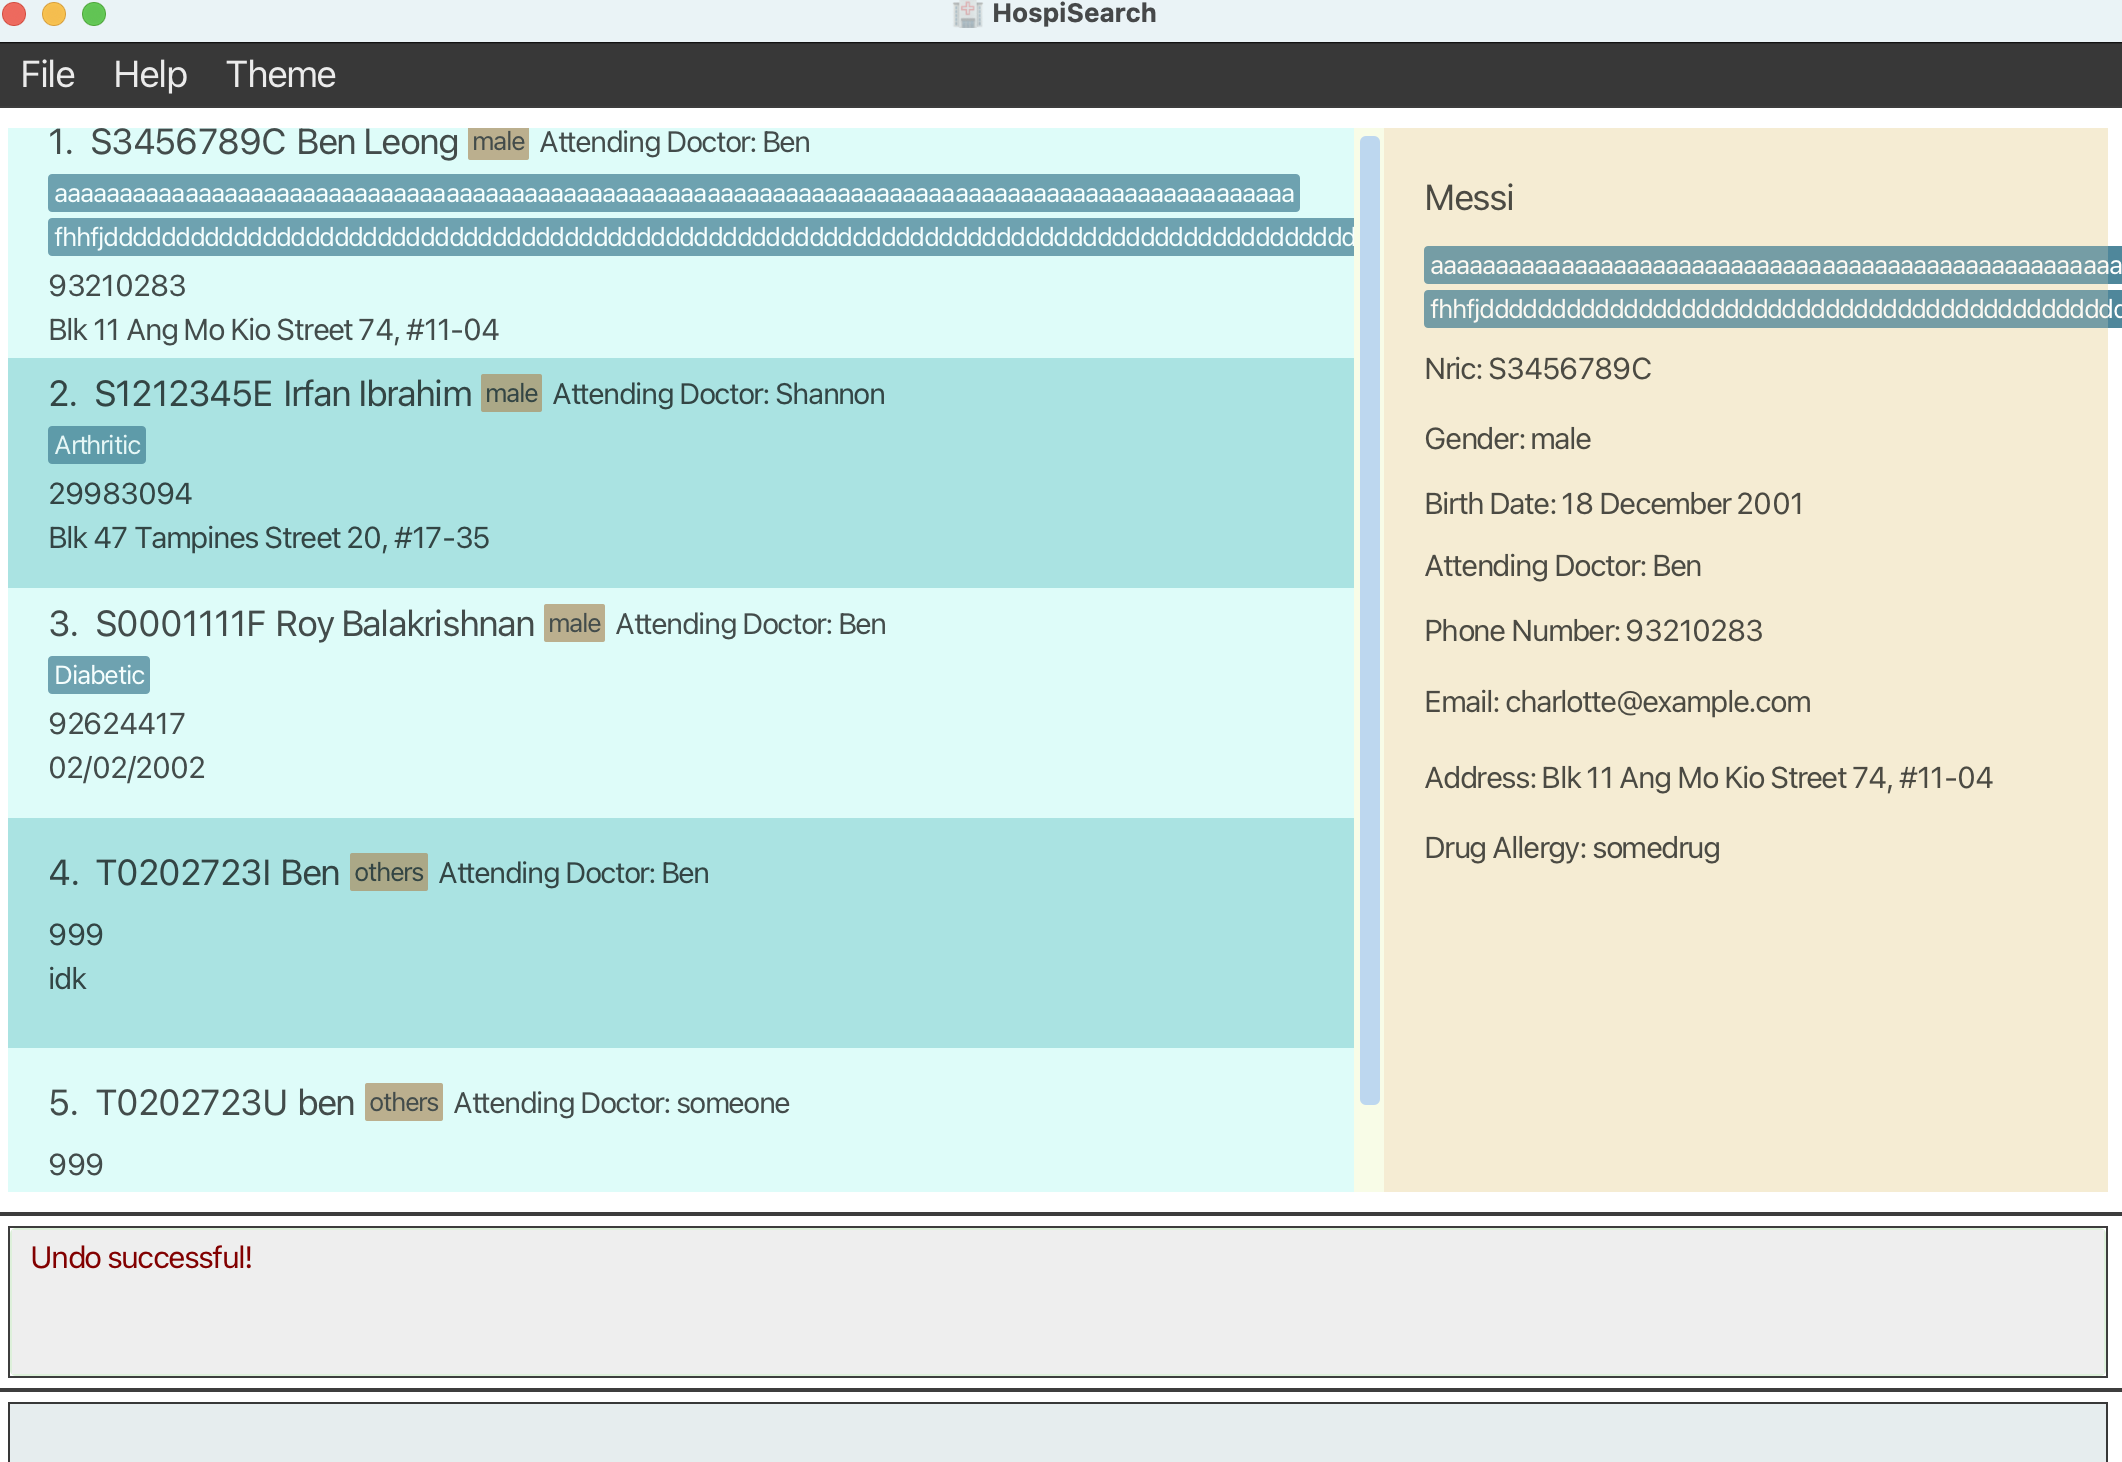 HospiSearch
File Help Theme
1. S3456789C Ben Leong male Attending Doctor: Ben
93210283
Blk 11 Ang Mo Kio Street 74, #11-04
2. S1212345E Irfan Ibrahim male Attending Doctor: Shannon
Arthritic
29983094
Blk 47 Tampines Street 20, #17-35
3. S0001111F Roy Balakrishnan male Attending Doctor: Ben
Diabetic
92624417
02/02/2002
4. T0202723I Ben others Attending Doctor: Ben
999
idk
5. T0202723U ben others Attending Doctor: someone
999
Messi
Nric: S3456789C
Gender: male
Birth Date: 18 December 2001
Attending Doctor: Ben
Phone Number: 93210283
Email: charlotte@example.com
Address: Blk 11 Ang Mo Kio Street 74, #11-04
Drug Allergy: somedrug
Undo successful!